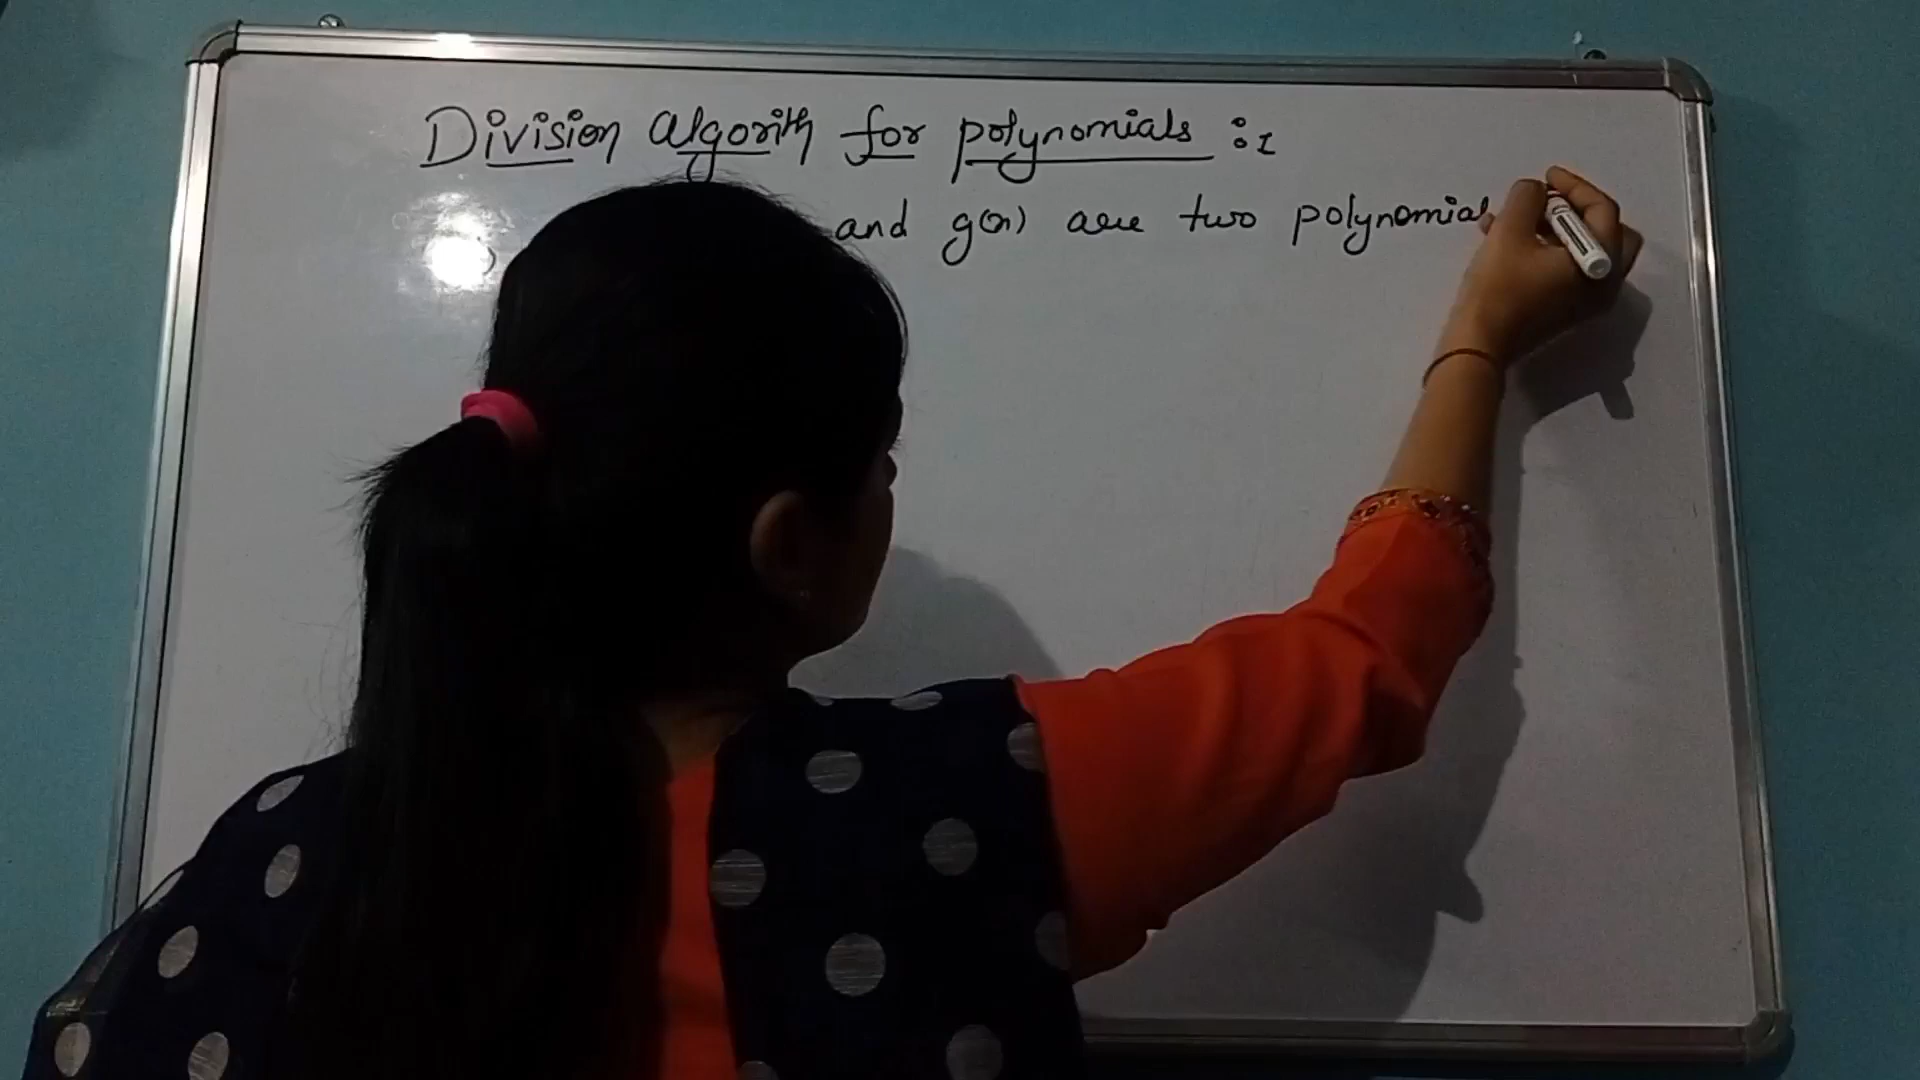 Division algorith for polynomials :-
and g(x) are two polynomial